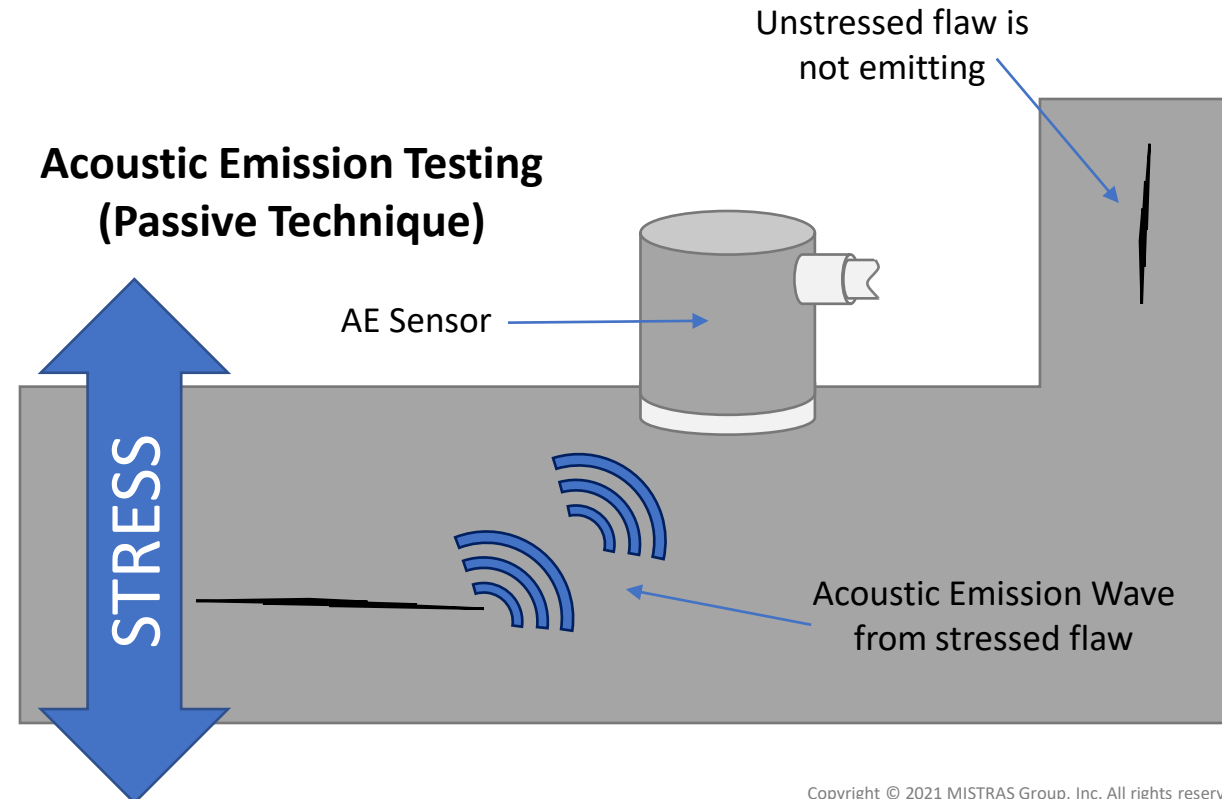 Unstressed flaw is
not emitting
Acoustic Emission Testing
(Passive Technique)
AE Sensor
STRESS
Acoustic Emission Wave
from stressed flaw
Copyright © 2021 MISTRAS Group, Inc. All rights reserv